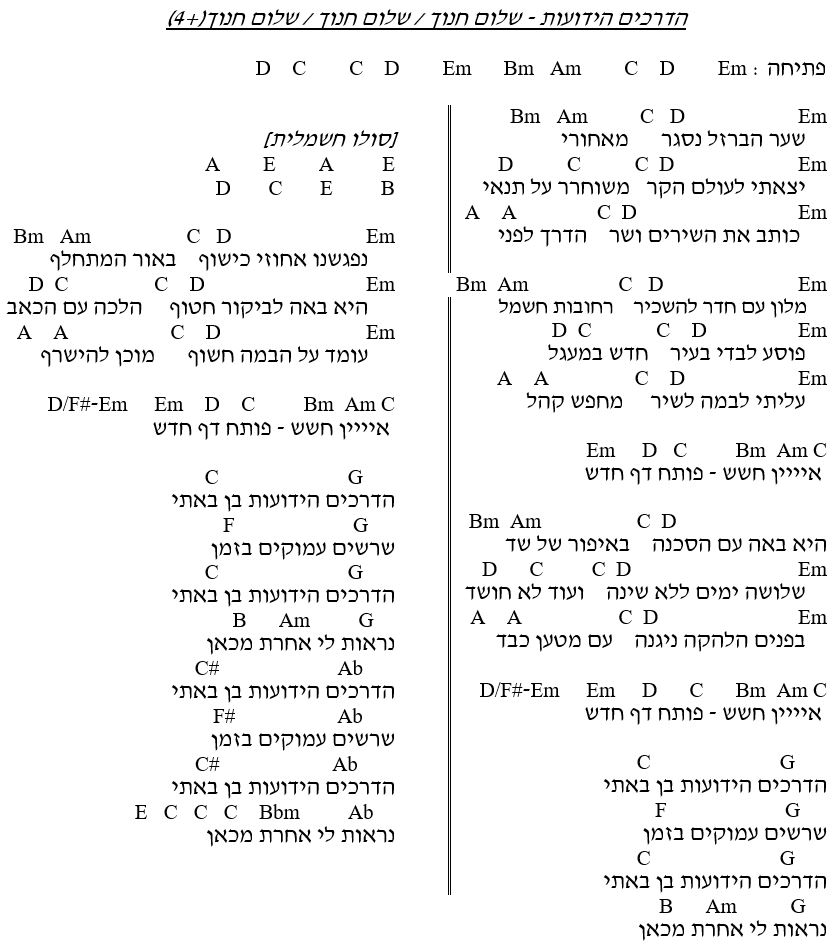 הדרכים הידועות - שלום חנוך / שלום חנוך / שלום חנוך(+4)
פתיחה : Em D C Am Bm Em D C C D
Em D C Am Bm
שער הברזל נסגר מאחורי
Em D C C D
יצאתי לעולם הקר משוחרר על תנאי
Em D C A A
כותב את השירים ושר הדרך לפני
Em D C Am Bm
מלון עם חדר להשכיר רחובות חשמל
Em D C C D
פוסע לבדי בעיר חדש במעגל
Em D C A A
עליתי לבמה לשיר מחפש קהל
C Am Bm C D Em
אייייין חשש - פותח דף חדש
D C Am Bm
היא באה עם הסכנה באיפור של שד
Em D C C D
שלושה ימים ללא שינה ועוד לא חושד
Em D C A A
בפנים הלהקה ניגנה עם מטען כבד
C Am Bm C D Em D/F#-Em
אייייין חשש - פותח דף חדש
G C
הדרכים הידועות בן באתי
G F
שרשים עמוקים בזמן
G C
הדרכים הידועות בן באתי
G Am B
נראות לי אחרת מכאן
[סולו חשמלית]
E A E A
B E C D
Em D C Am Bm
נפגשנו אחוזי כישוף באור המתחלף
Em D C C D
היא באה לביקור חטוף הלכה עם הכאב
Em D C A A
עומד על הבמה חשוף מוכן להישרף
C Am Bm C D Em D/F#-Em
אייייין חשש - פותח דף חדש
G C
הדרכים הידועות בן באתי
G F
שרשים עמוקים בזמן
G C
הדרכים הידועות בן באתי
G Am B
נראות לי אחרת מכאן
Ab C#
הדרכים הידועות בן באתי
Ab F#
שרשים עמוקים בזמן
Ab C#
הדרכים הידועות בן באתי
Ab Bbm C C C E
נראות לי אחרת מכאן